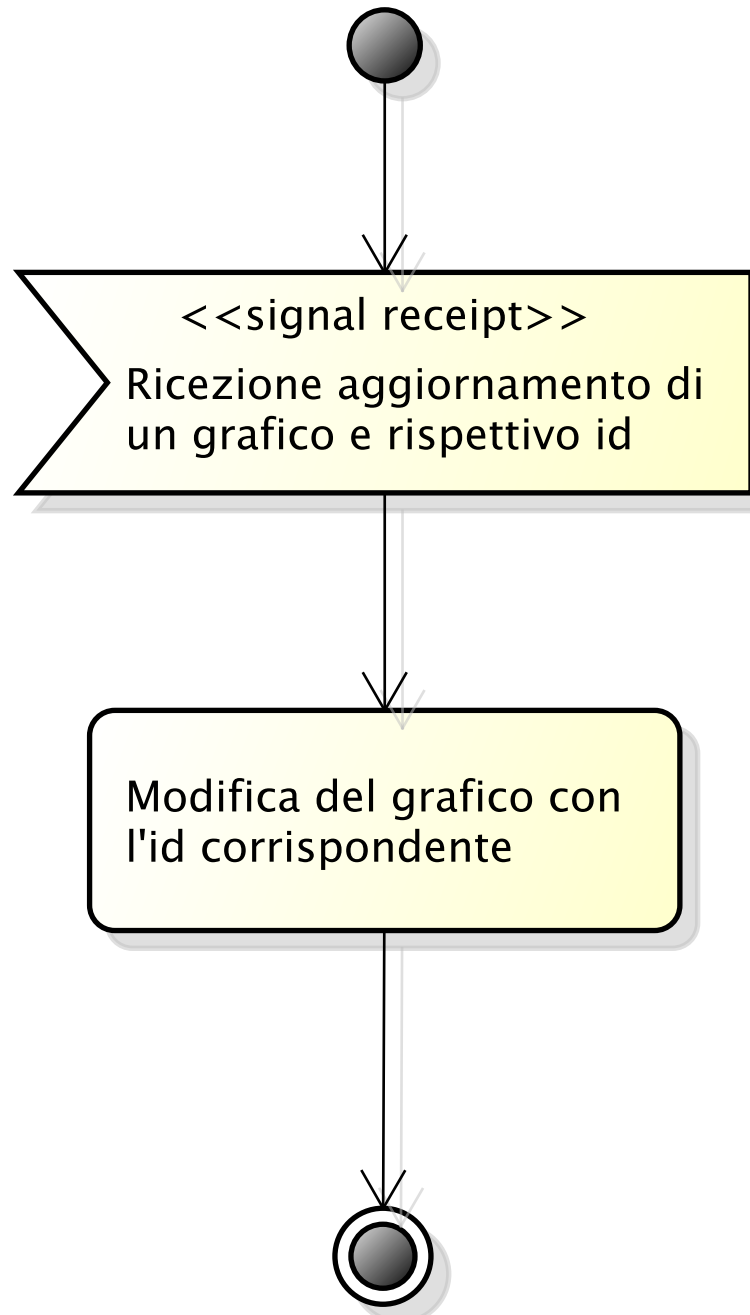 <<signal receipt>>
Ricezione aggiornamento di
un grafico e rispettivo id
Modifica del grafico con
l'id corrispondente